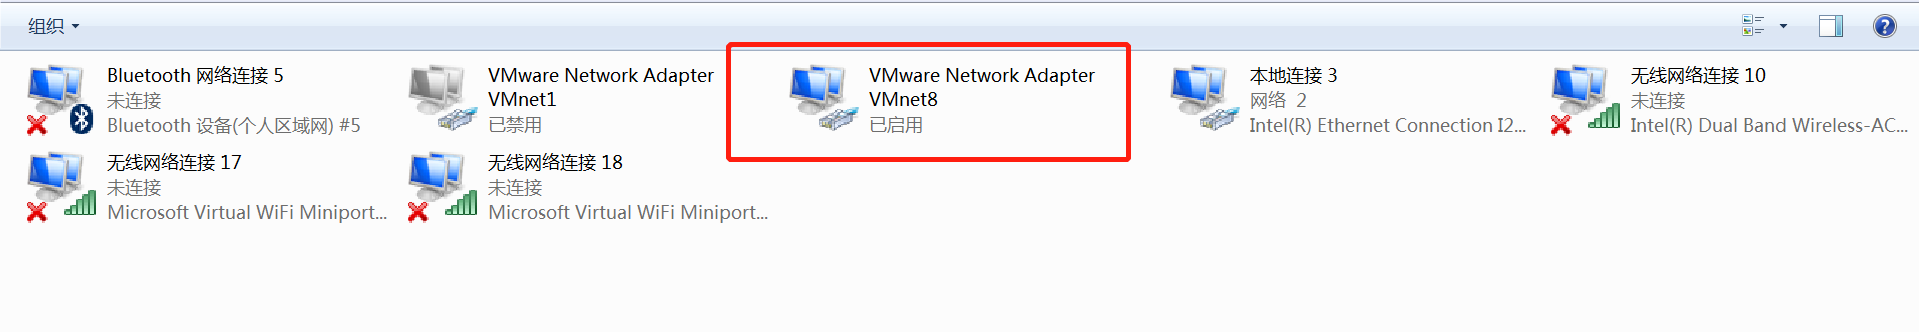 组织
Bluetooth 网络连接 5
未连接
Bluetooth 设备(个人区域网) #5
VMware Network Adapter
VMnet1
已禁用
VMware Network Adapter
VMnet8
已启用
本地连接 3
网络 2
Intel(R) Ethernet Connection I2...
无线网络连接 10
未连接
Intel(R) Dual Band Wireless-AC...
无线网络连接 17
未连接
Microsoft Virtual WiFi Miniport...
无线网络连接 18
未连接
Microsoft Virtual WiFi Miniport...